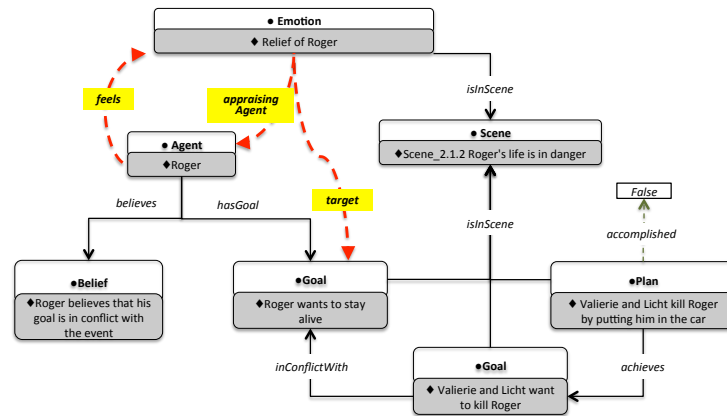 ● Emotion
♦ Relief of Roger
feels
appraising
Agent
isInScene
● Scene
♦Scene_2.1.2 Roger's life is in danger
● Agent
♦Roger
False
believes
hasGoal
target
isInScene
accomplished
●Belief
♦Roger believes that his
goal is in conflict with
the event
●Goal
♦Roger wants to stay
alive
●Plan
♦ Valierie and Licht kill Roger
by putting him in the car
inConflictWith
achieves
●Goal
♦ Valierie and Licht want
to kill Roger